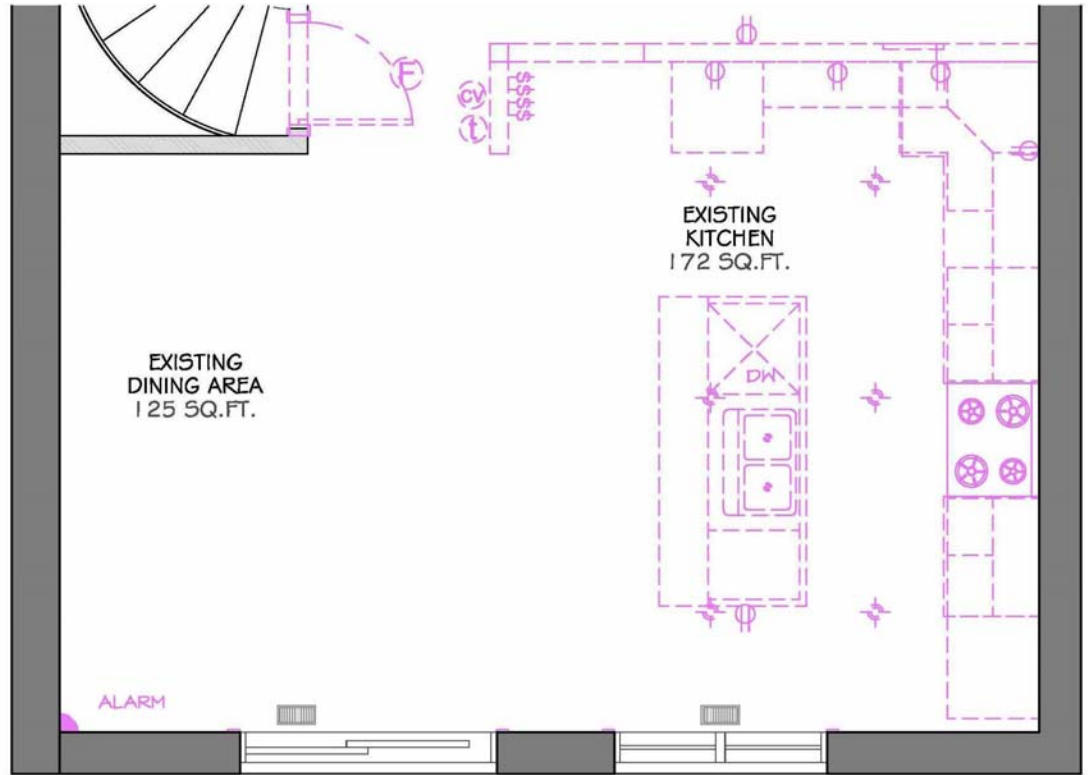 F
cv
t
$
$
$
$
EXISTING
KITCHEN
172 SQ.FT.
EXISTING
DINING AREA
125 SQ.FT.
DW
ALARM